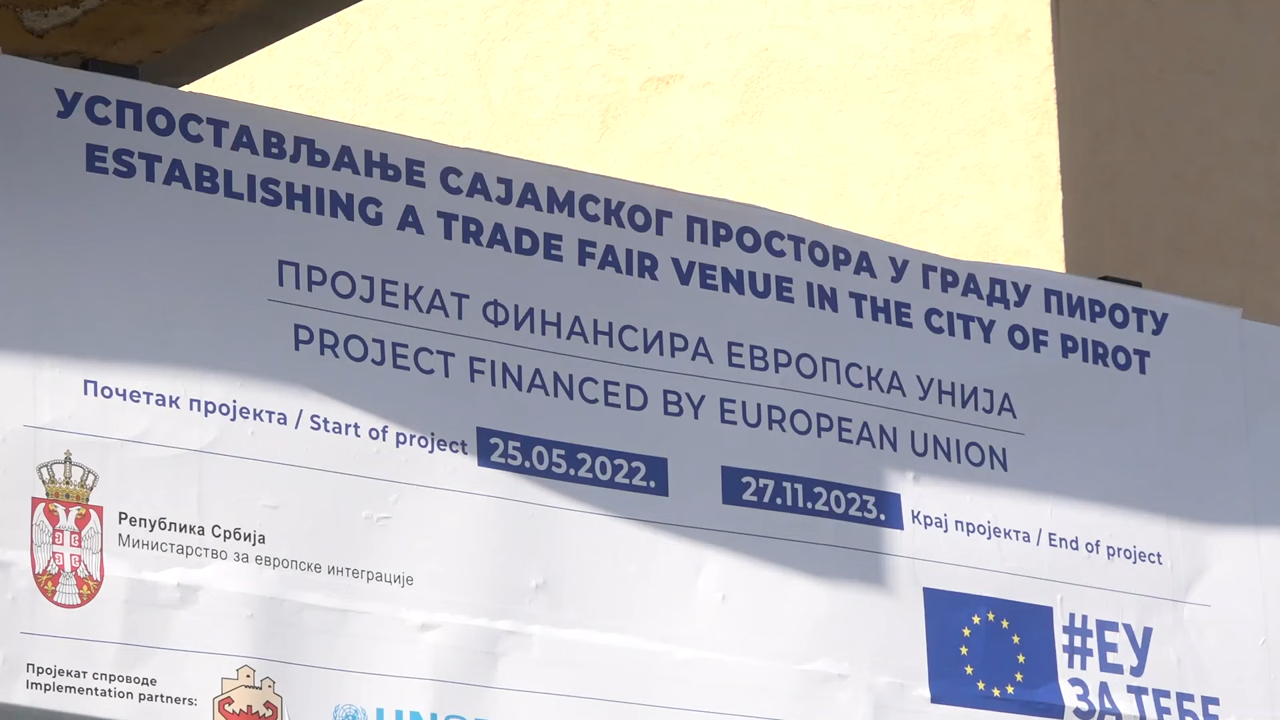 УСПОСТАВЉАЊЕ САЈАМСКОГ ПРОСТОРА У ГРАДУ ПИРОТУ
ESTABLISHING A TRADE FAIR VENUE IN THE CITY OF PIROT
ПРОЈЕКАТ ФИНАНСИРА ЕВРОПСКА УНИЈА
PROJECT FINANCED BY EUROPEAN UNION
Почетак пројекта / Start of project 25.05.2022. 27.11.2023. Крај пројекта / End of project
Република Србија
Министарство за европске интеграције
#ЕУ
ЗА ТЕБЕ
Пројекат спроводе
Implementation partners: